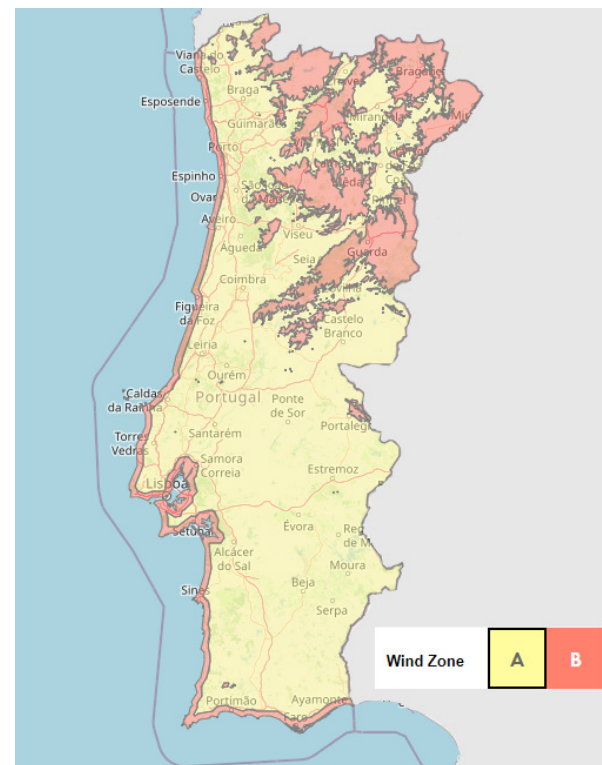 Viana do
Castelo
Braga
Esposende
Guimarães
Porto
Espinho
Ovar
Aveiro
Viseu
Águeda
Seia
Guarda
Coimbra
Figueira
da Foz
Castelo
Branco
Leiria
Ourém
Caldas
da Rainha
Portugal
Ponte
de Sor
Santarém
Torres
Vedras
Samora
Correia
Lisboa
Estremoz
Setúbal
Évora
Alcácer
do Sal
Moura
Sines
Beja
Serpa
Wind Zone
A
B
Portimão
Ayamonte
Faro